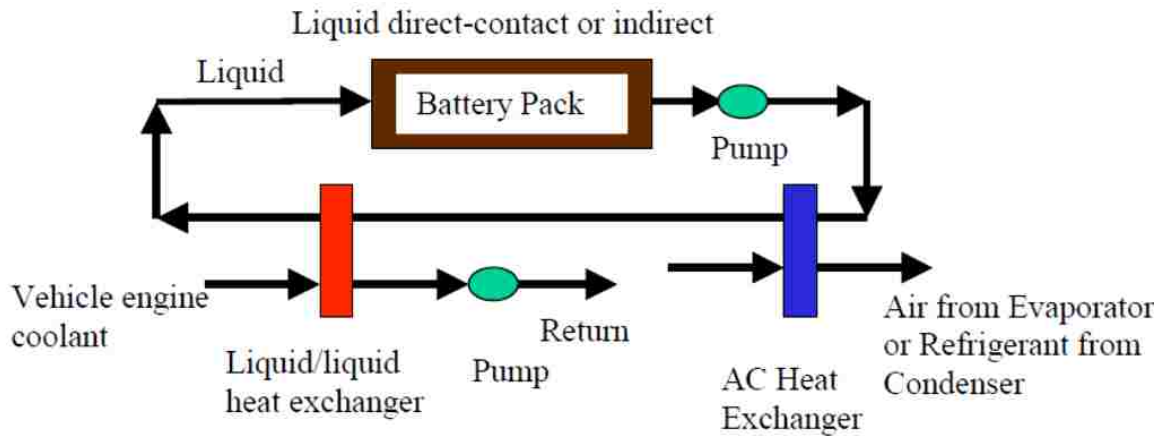 Liquid direct-contact or indirect
Liquid
Battery Pack
Pump
Vehicle engine
coolant
Liquid/liquid
heat exchanger
Pump
Return
AC Heat
Exchanger
Air from Evaporator
or Refrigerant from
Condenser